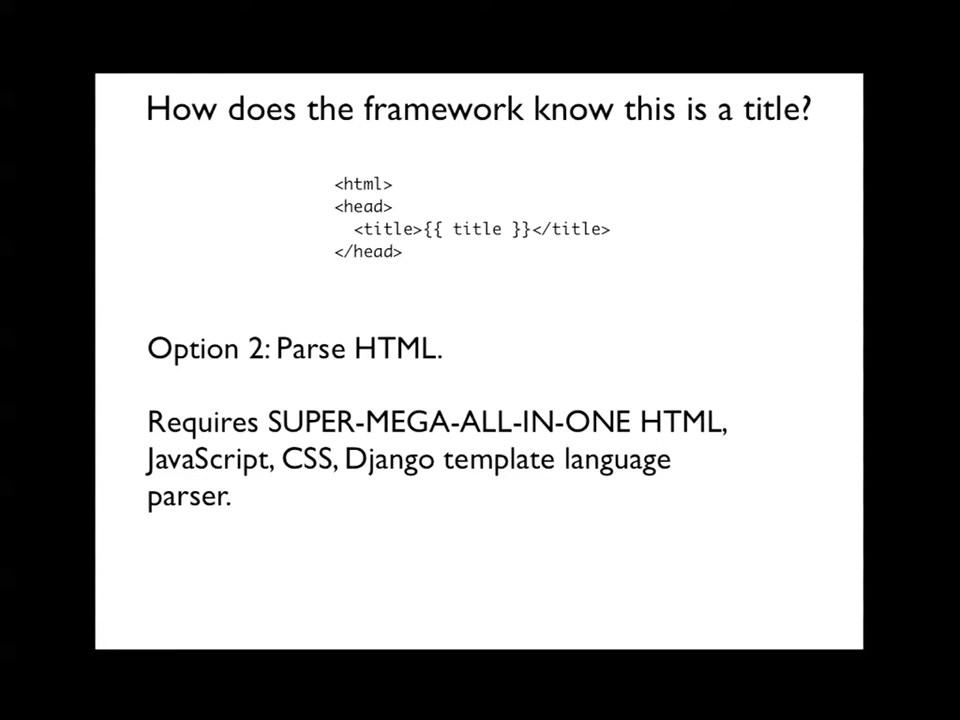 How does the framework know this is a title?
<html>
<head>
<title>{{ title }}</title>
</head>
Option 2: Parse HTML.
Requires SUPER-MEGA-ALL-IN-ONE HTML,
JavaScript, CSS, Django template language
parser.